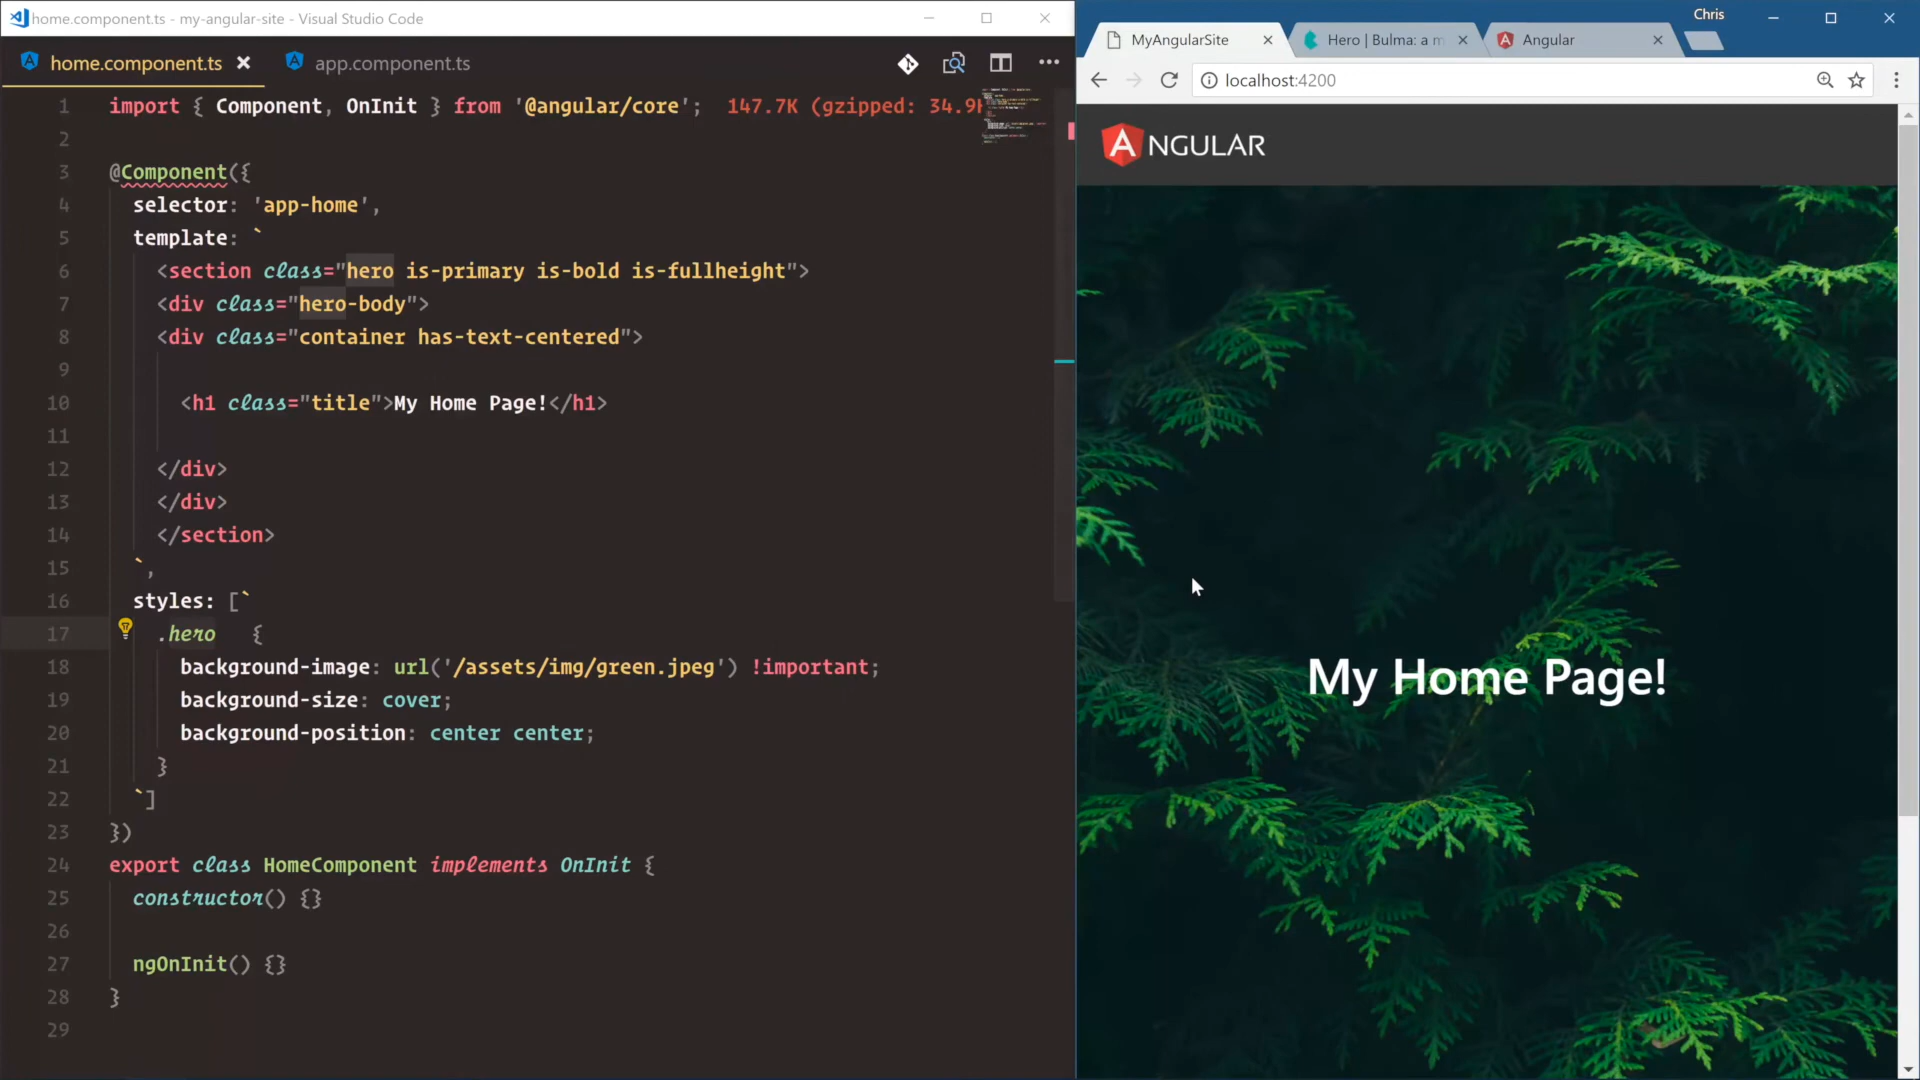 home.component.ts - my-angular-site - Visual Studio Code
home.component.ts
app.component.ts
1 import { Component, OnInit } from '@angular/core'; 147.7K (gzipped: 34.9K
2
3 @Component({
4 selector: 'app-home',
5 template: `
6 <section class="hero is-primary is-bold is-fullheight">
7 <div class="hero-body">
8 <div class="container has-text-centered">
9
10 <h1 class="title">My Home Page!</h1>
11
12 </div>
13 </div>
14 </section>
15 `,
16 styles: [`
17 .hero {
18 background-image: url('/assets/img/green.jpeg') !important;
19 background-size: cover;
20 background-position: center center;
21 }
22 `]
23 })
24 export class HomeComponent implements OnInit {
25 constructor() {}
26
27 ngOnInit() {}
28 }
29
Chris
MyAngularSite
Hero | Bulma: a m
Angular
localhost:4200
ANGULAR
My Home Page!